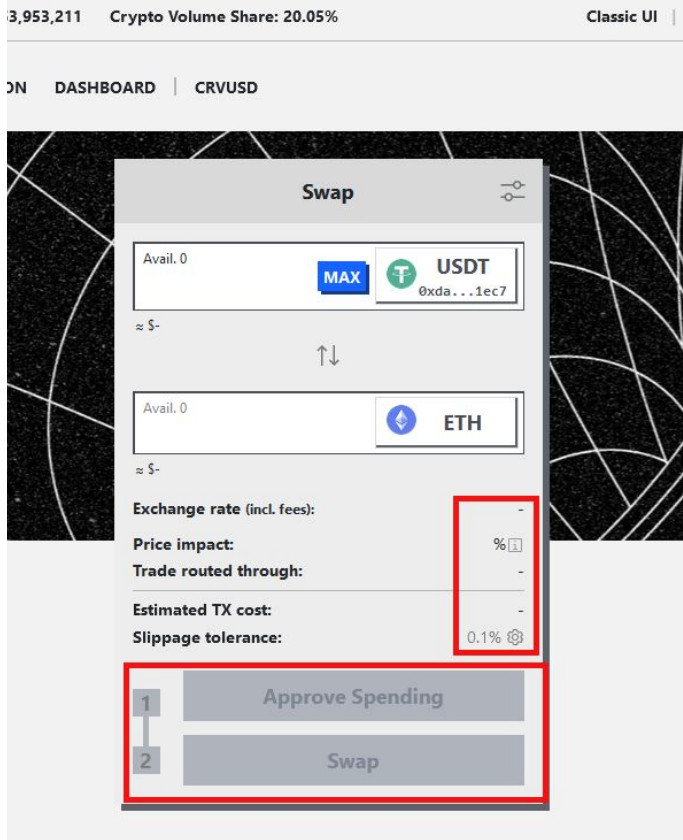 3,953,211 Crypto Volume Share: 20.05% Classic UI
ON DASHBOARD CRVUSD
Swap
Avail. 0
MAX
USDT
0xda...1ec7
≈ $-
Avail. 0
ETH
≈ $-
Exchange rate (incl. fees): -
Price impact: %
Trade routed through: -
Estimated TX cost: -
Slippage tolerance: 0.1%
1 Approve Spending
2 Swap